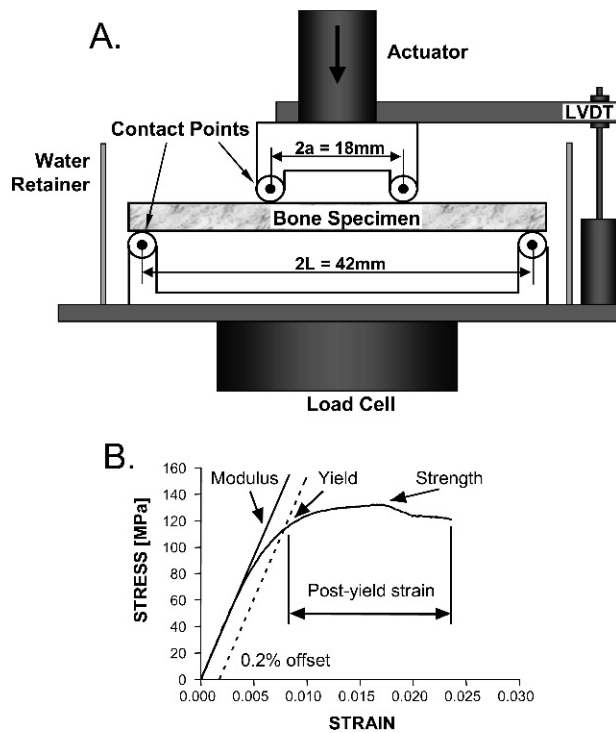 A.
Actuator
LVDT
Contact Points
2a = 18mm
Water
Retainer
Bone Specimen
2L = 42mm
Load Cell
B.
160
140
120
100
80
60
40
20
0
STRESS [MPa]
Modulus
Yield
Strength
Post-yield strain
0.2% offset
0.000 0.005 0.010 0.015 0.020 0.025 0.030
STRAIN